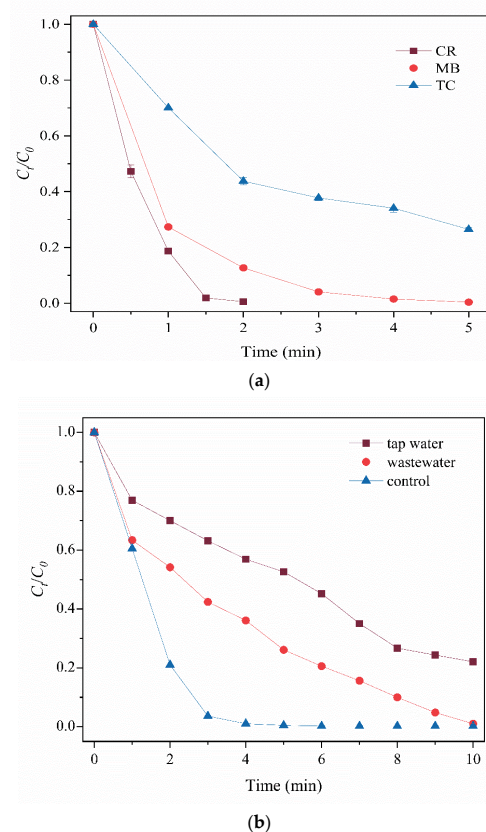 (a)
1.0
0.8
0.6
0.4
0.2
0.0
Ct/C0
CR
MB
TC
0 1 2 3 4 5
Time (min)
(a)
1.0
0.8
0.6
0.4
0.2
0.0
Ct/C0
tap water
wastewater
control
0 2 4 6 8 10
Time (min)
(b)